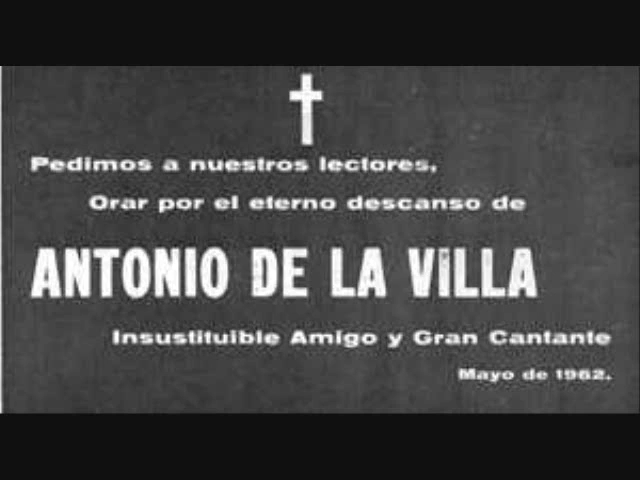 Pedimos a nuestros lectores,
Orar por el eterno descanso de
ANTONIO DE LA VILLA
Insustituible Amigo y Gran Cantante
Mayo de 1962.